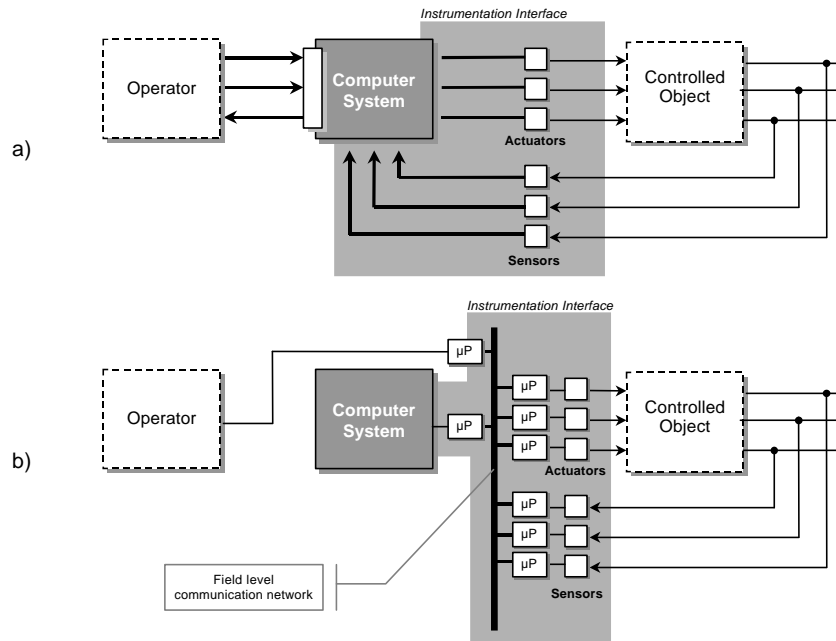 Instrumentation Interface
Operator
Computer
System
Controlled
Object
Actuators
a)
Sensors
Instrumentation Interface
µP
Operator
Computer
System
µP
µP
µP
µP
Controlled
Object
Actuators
b)
µP
µP
µP
Sensors
Field level
communication network